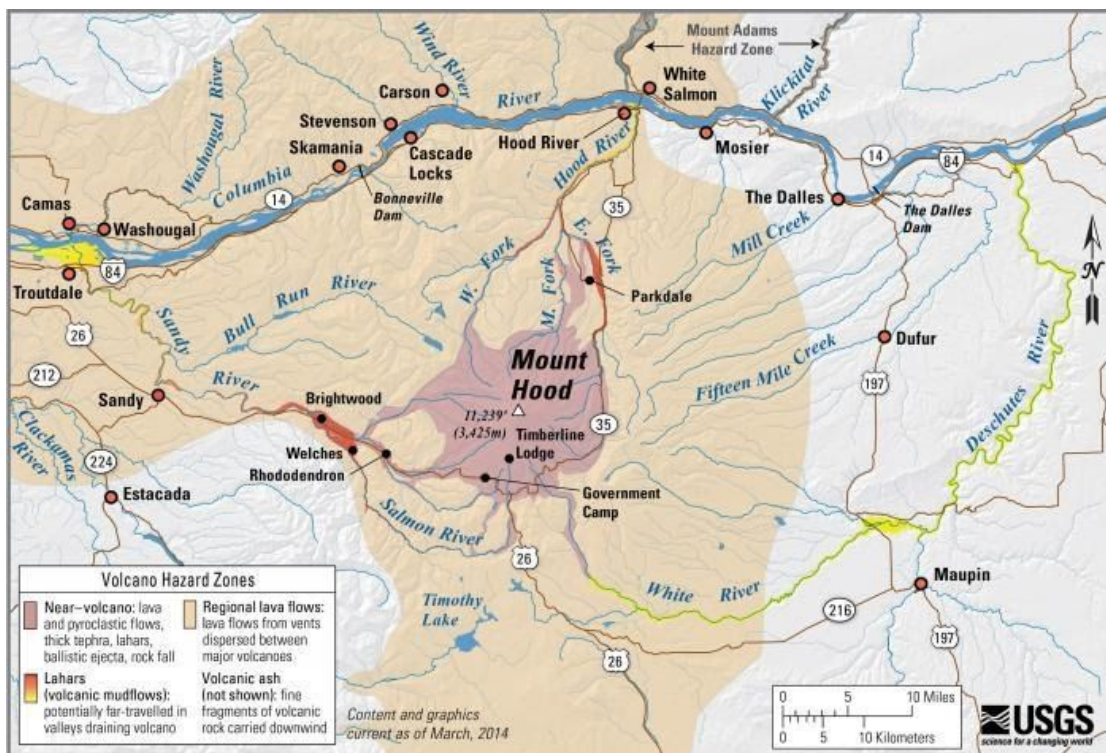 Mount Adams
Hazard Zone
Wind River
Washougal River
Carson
River
White
Salmon
Klickitat
River
Stevenson
Hood River
Skamania
Cascade
Locks
Mosier
Hood River
14
84
Columbia
Bonneville
Dam
14
Camas
Washougal
35
The Dalles
The Dalles
Dam
Mill Creek
84
Troutdale
W. Fork
M. Fork
E. Fork
Parkdale
N
Sandy
Bull Run River
26
Mount
Hood
Dufur
Fifteen Mile Creek
212
River
197
Deschutes
River
Sandy
Brightwood
11,239'
(3,425m)
35
Timberline
Lodge
Clackamas
River
224
Welches
Rhododendron
Estacada
Government
Camp
Salmon River
26
White River
Maupin
216
197
Timothy
Lake
26
Volcano Hazard Zones
Near–volcano: lava
and pyroclastic flows,
thick tephra, lahars,
ballistic ejecta, rock fall
Regional lava flows:
lava flows from vents
dispersed between
major volcanoes
Lahars
(volcanic mudflows):
potentially far-travelled in
valleys draining volcano
Volcanic ash
(not shown): fine
fragments of volcanic
rock carried downwind
Content and graphics
current as of March, 2014
0 5 10 Miles
0 5 10 Kilometers
USGS
science for a changing world